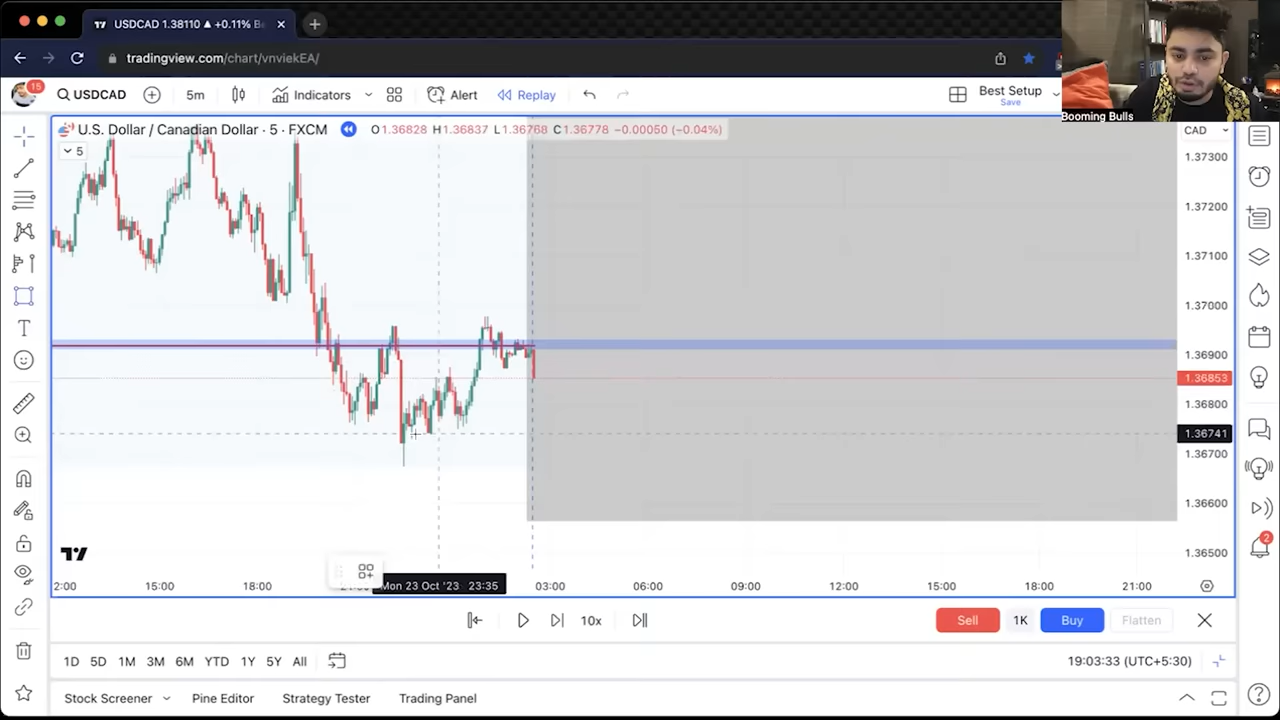 USDCAD 1.38110 ▲ +0.11% Be
tradingview.com/chart/vnviekEA/
Booming Bulls
15
USDCAD
5m
Indicators
Alert
Replay
Best Setup
Save
U.S. Dollar / Canadian Dollar · 5 · FXCM
O1.36828 H1.36837 L1.36768 C1.36778 −0.00050 (−0.04%)
CAD
5
1.37300
1.37200
1.37100
1.37000
1.36900
1.36853
1.36800
1.36741
1.36700
1.36600
1.36500
2
2:00
15:00
18:00
Mon 23 Oct '23 23:35
03:00
06:00
09:00
12:00
15:00
18:00
21:00
10x
Sell
1K
Buy
Flatten
1D
5D
1M
3M
6M
YTD
1Y
5Y
All
19:03:33 (UTC+5:30)
Stock Screener
Pine Editor
Strategy Tester
Trading Panel